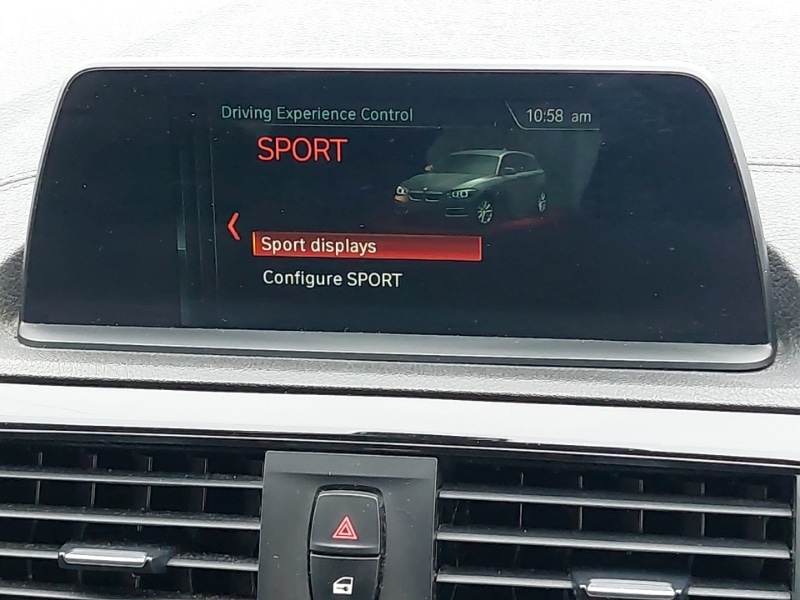 Driving Experience Control
10:58 am
SPORT
Sport displays
Configure SPORT